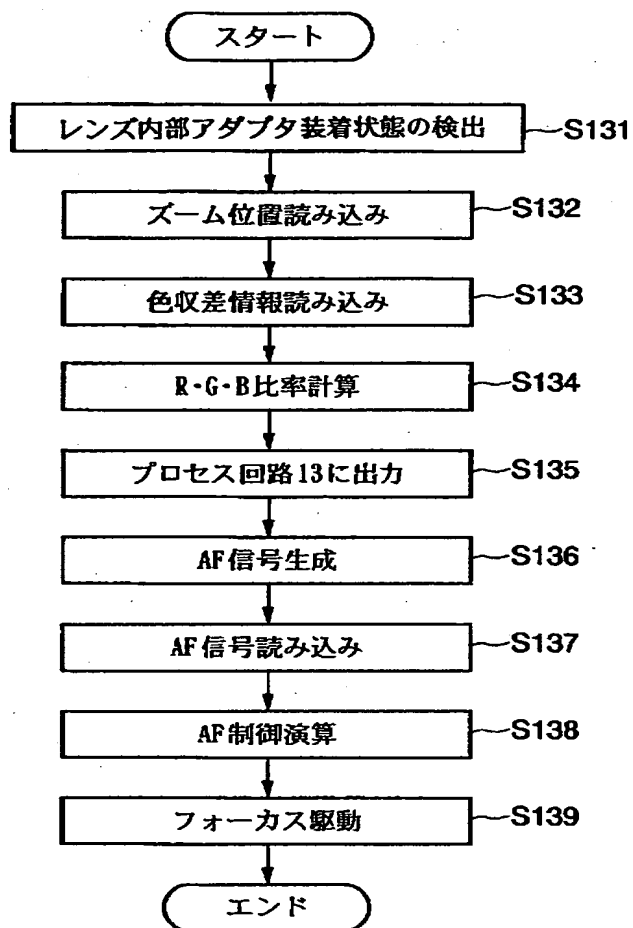 スタート
レンズ内部アダプタ装着状態の検出 S131
ズーム位置読み込み S132
色収差情報読み込み S133
R・G・B比率計算 S134
プロセス回路13に出力 S135
AF信号生成 S136
AF信号読み込み S137
AF制御演算 S138
フォーカス駆動 S139
エンド